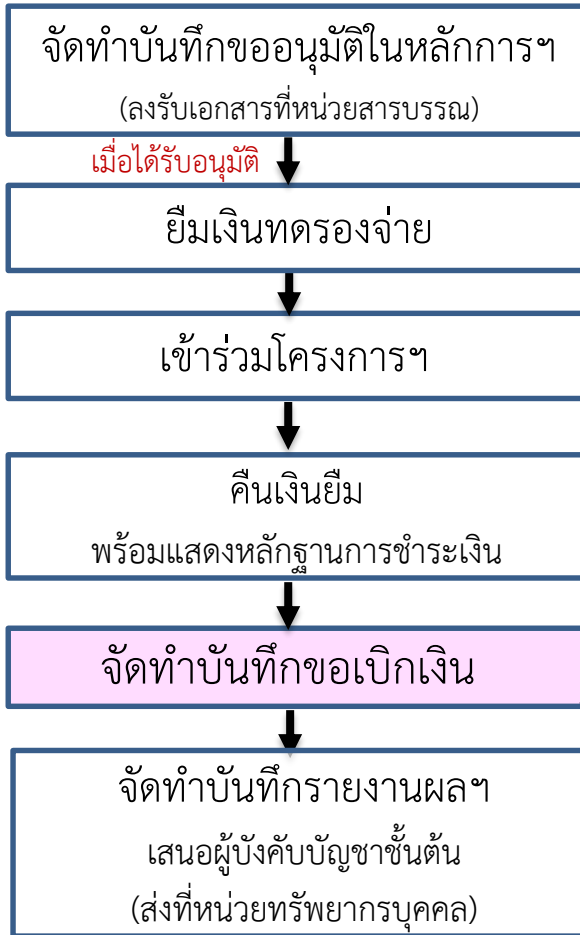 จัดทำบันทึกขออนุมัติในหลักการฯ
(ลงรับเอกสารที่หน่วยสารบรรณ)
เมื่อได้รับอนุมัติ
ยืมเงินทดรองจ่าย
เข้าร่วมโครงการฯ
คืนเงินยืม
พร้อมแสดงหลักฐานการชำระเงิน
จัดทำบันทึกขอเบิกเงิน
จัดทำบันทึกรายงานผลฯ
เสนอผู้บังคับบัญชาชั้นต้น
(ส่งที่หน่วยทรัพยากรบุคคล)